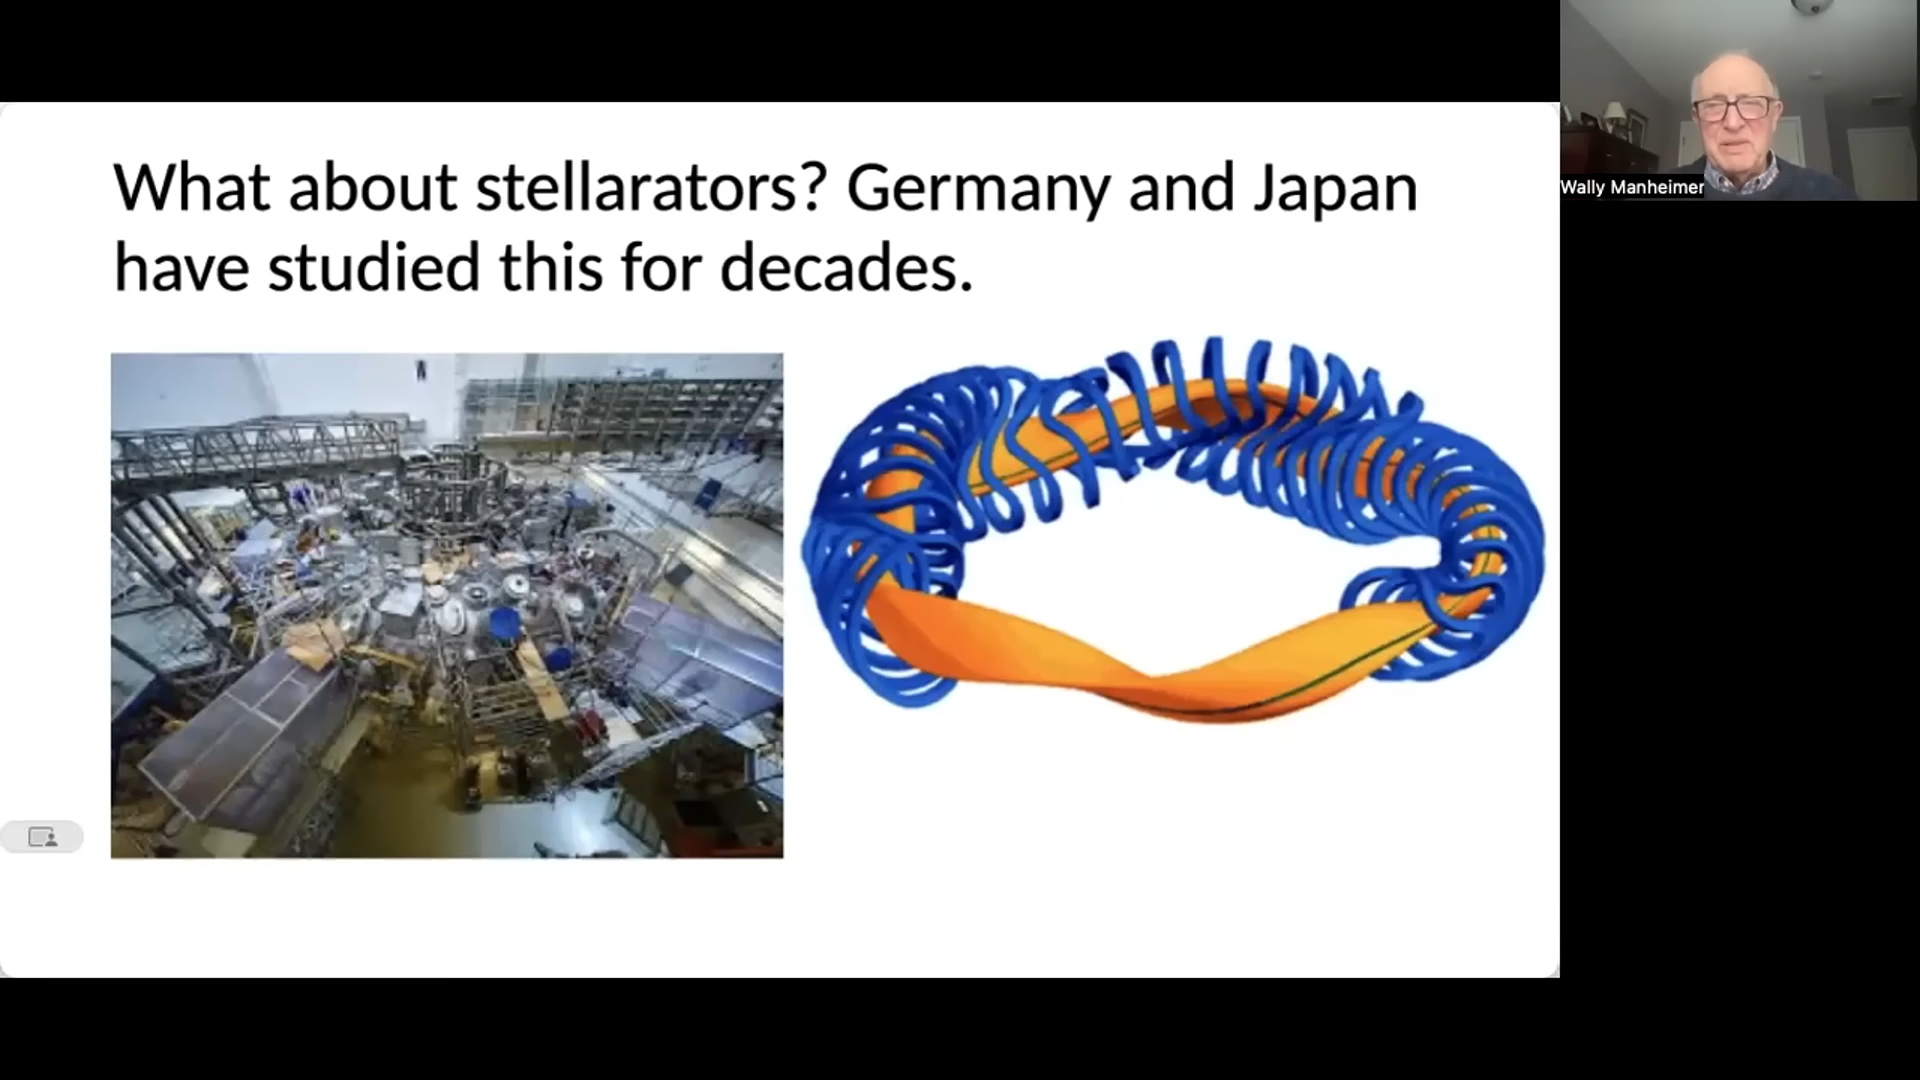 What about stellarators? Germany and Japan
have studied this for decades.
Wally Manheimer